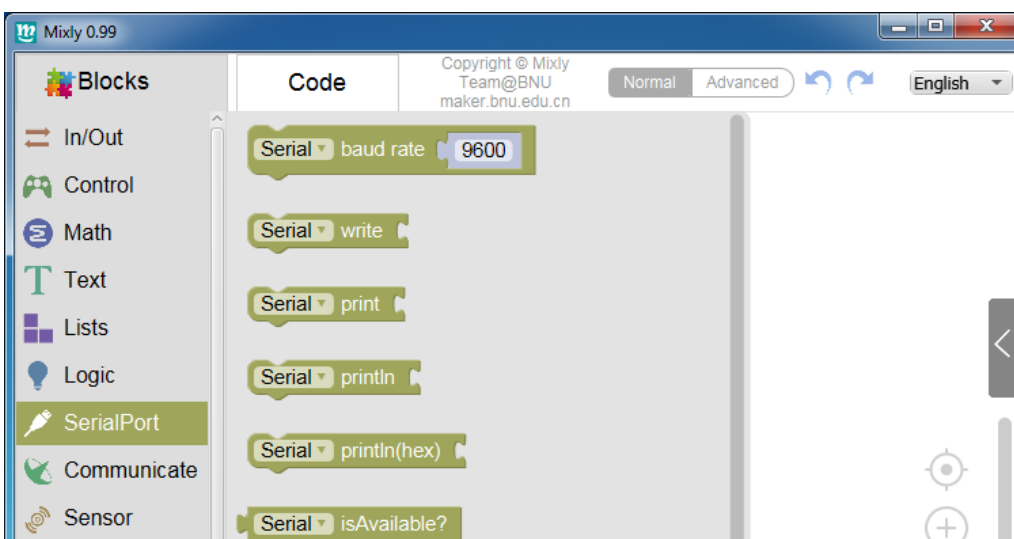 Mixly 0.99
Blocks
Code
Copyright © Mixly
Team@BNU
maker.bnu.edu.cn
Normal
Advanced
English
In/Out
Control
Math
Text
Lists
Logic
SerialPort
Communicate
Sensor
Serial baud rate 9600
Serial write
Serial print
Serial println
Serial println(hex)
Serial isAvailable?